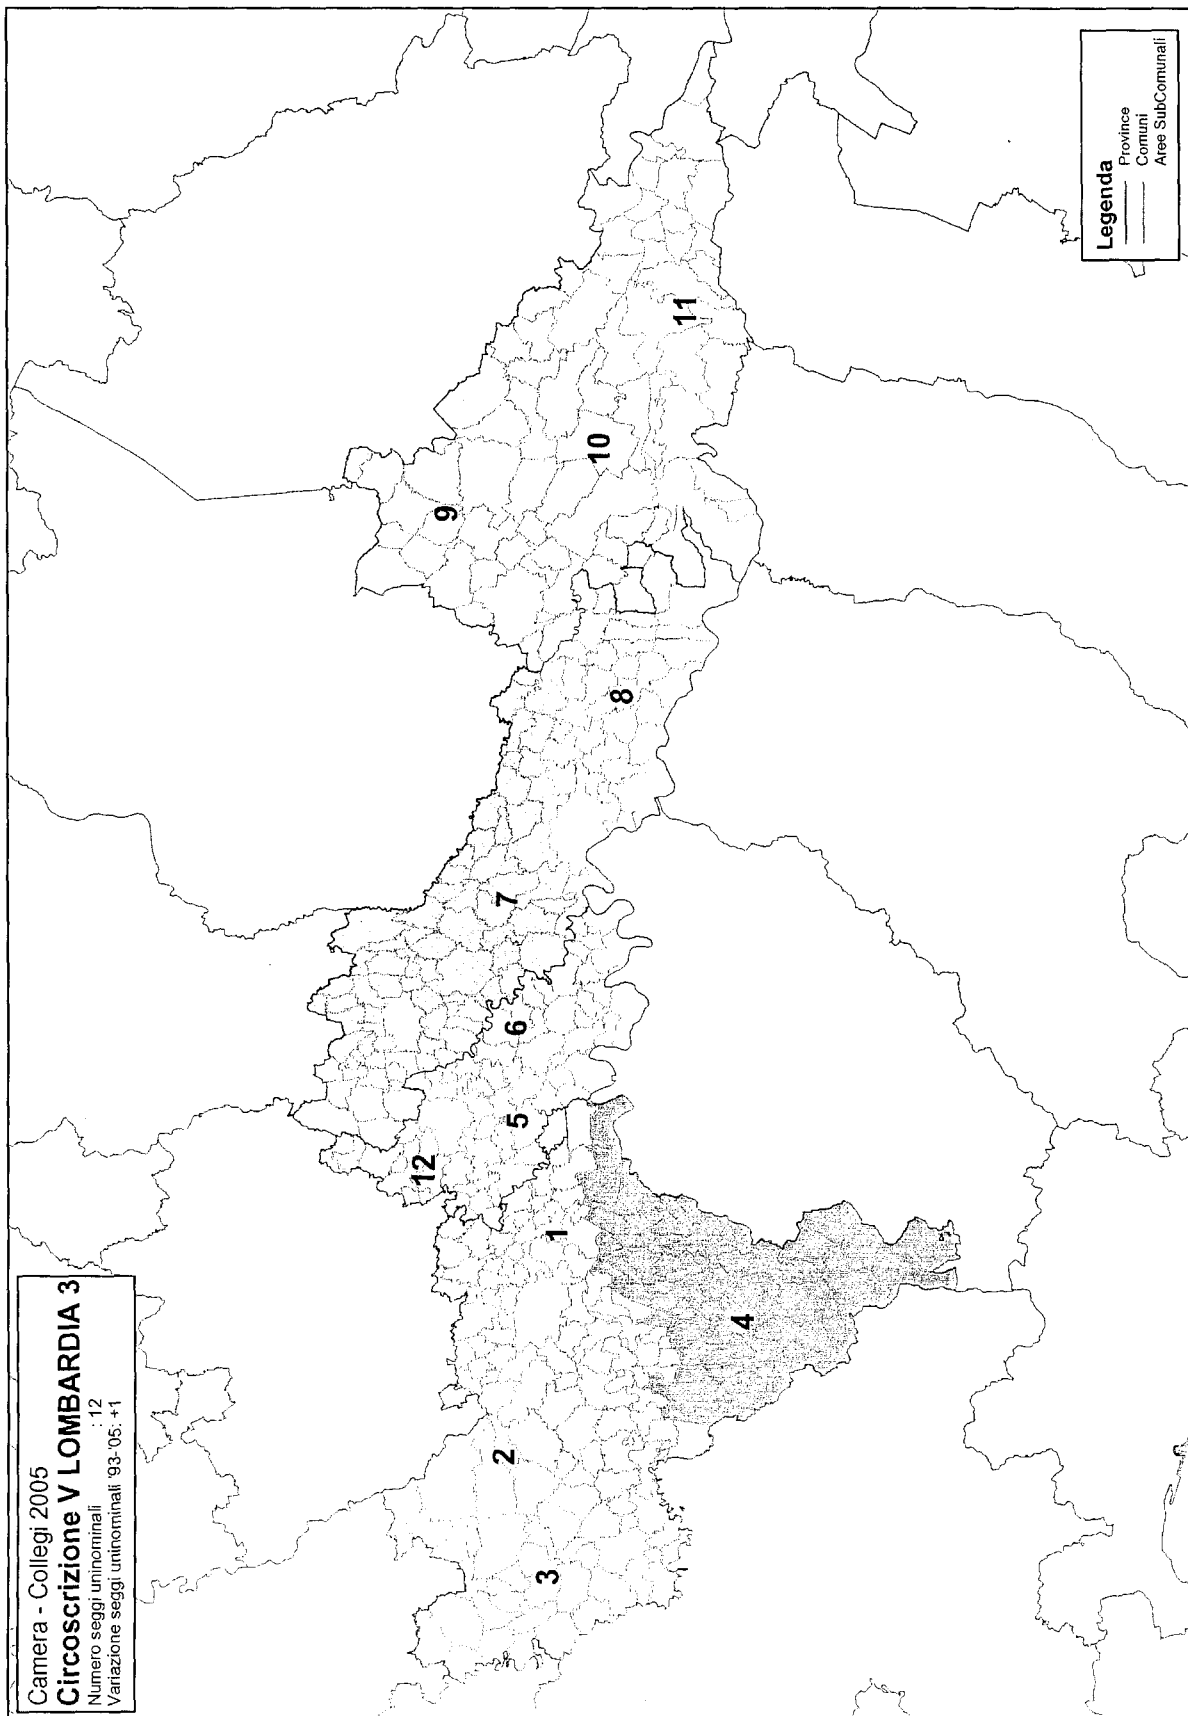 Camera - Collegi 2005
Circoscrizione V LOMBARDIA 3
Numero seggi uninominali : 12
Variazione seggi uninominali '93-'05: +1
3
2
4
1
12
5
6
7
8
9
10
11
Legenda
Province
Comuni
Aree SubComunali